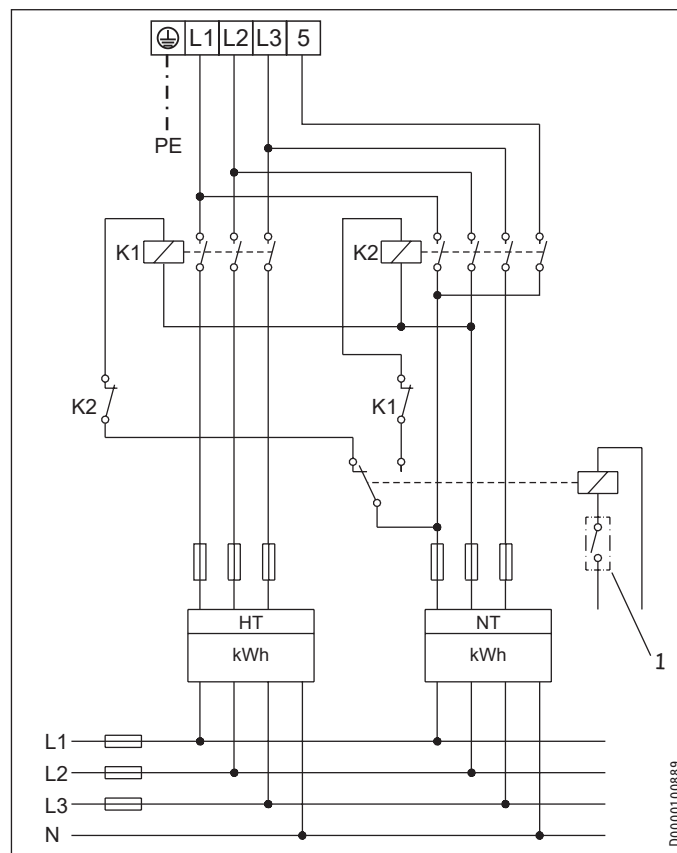 L1 L2 L3 5
PE
K1
K2
K2
K1
HT
kWh
NT
kWh
1
L1
L2
L3
N
D0000100889